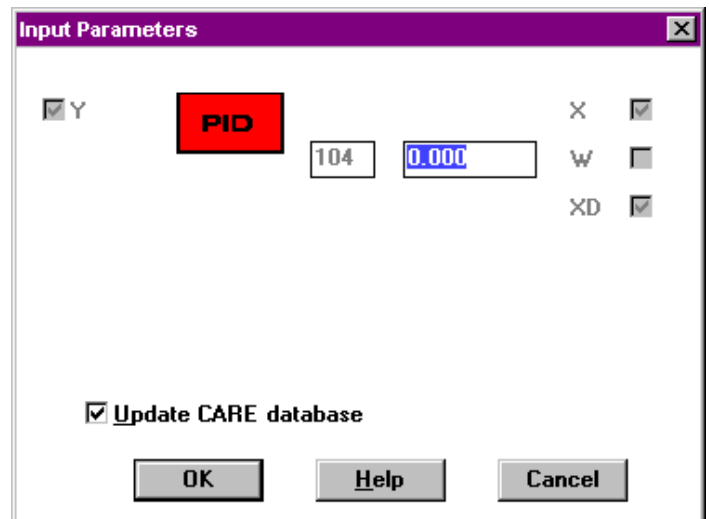 Input Parameters
Y
PID
X
104 0.000 W
XD
Update CARE database
OK Help Cancel